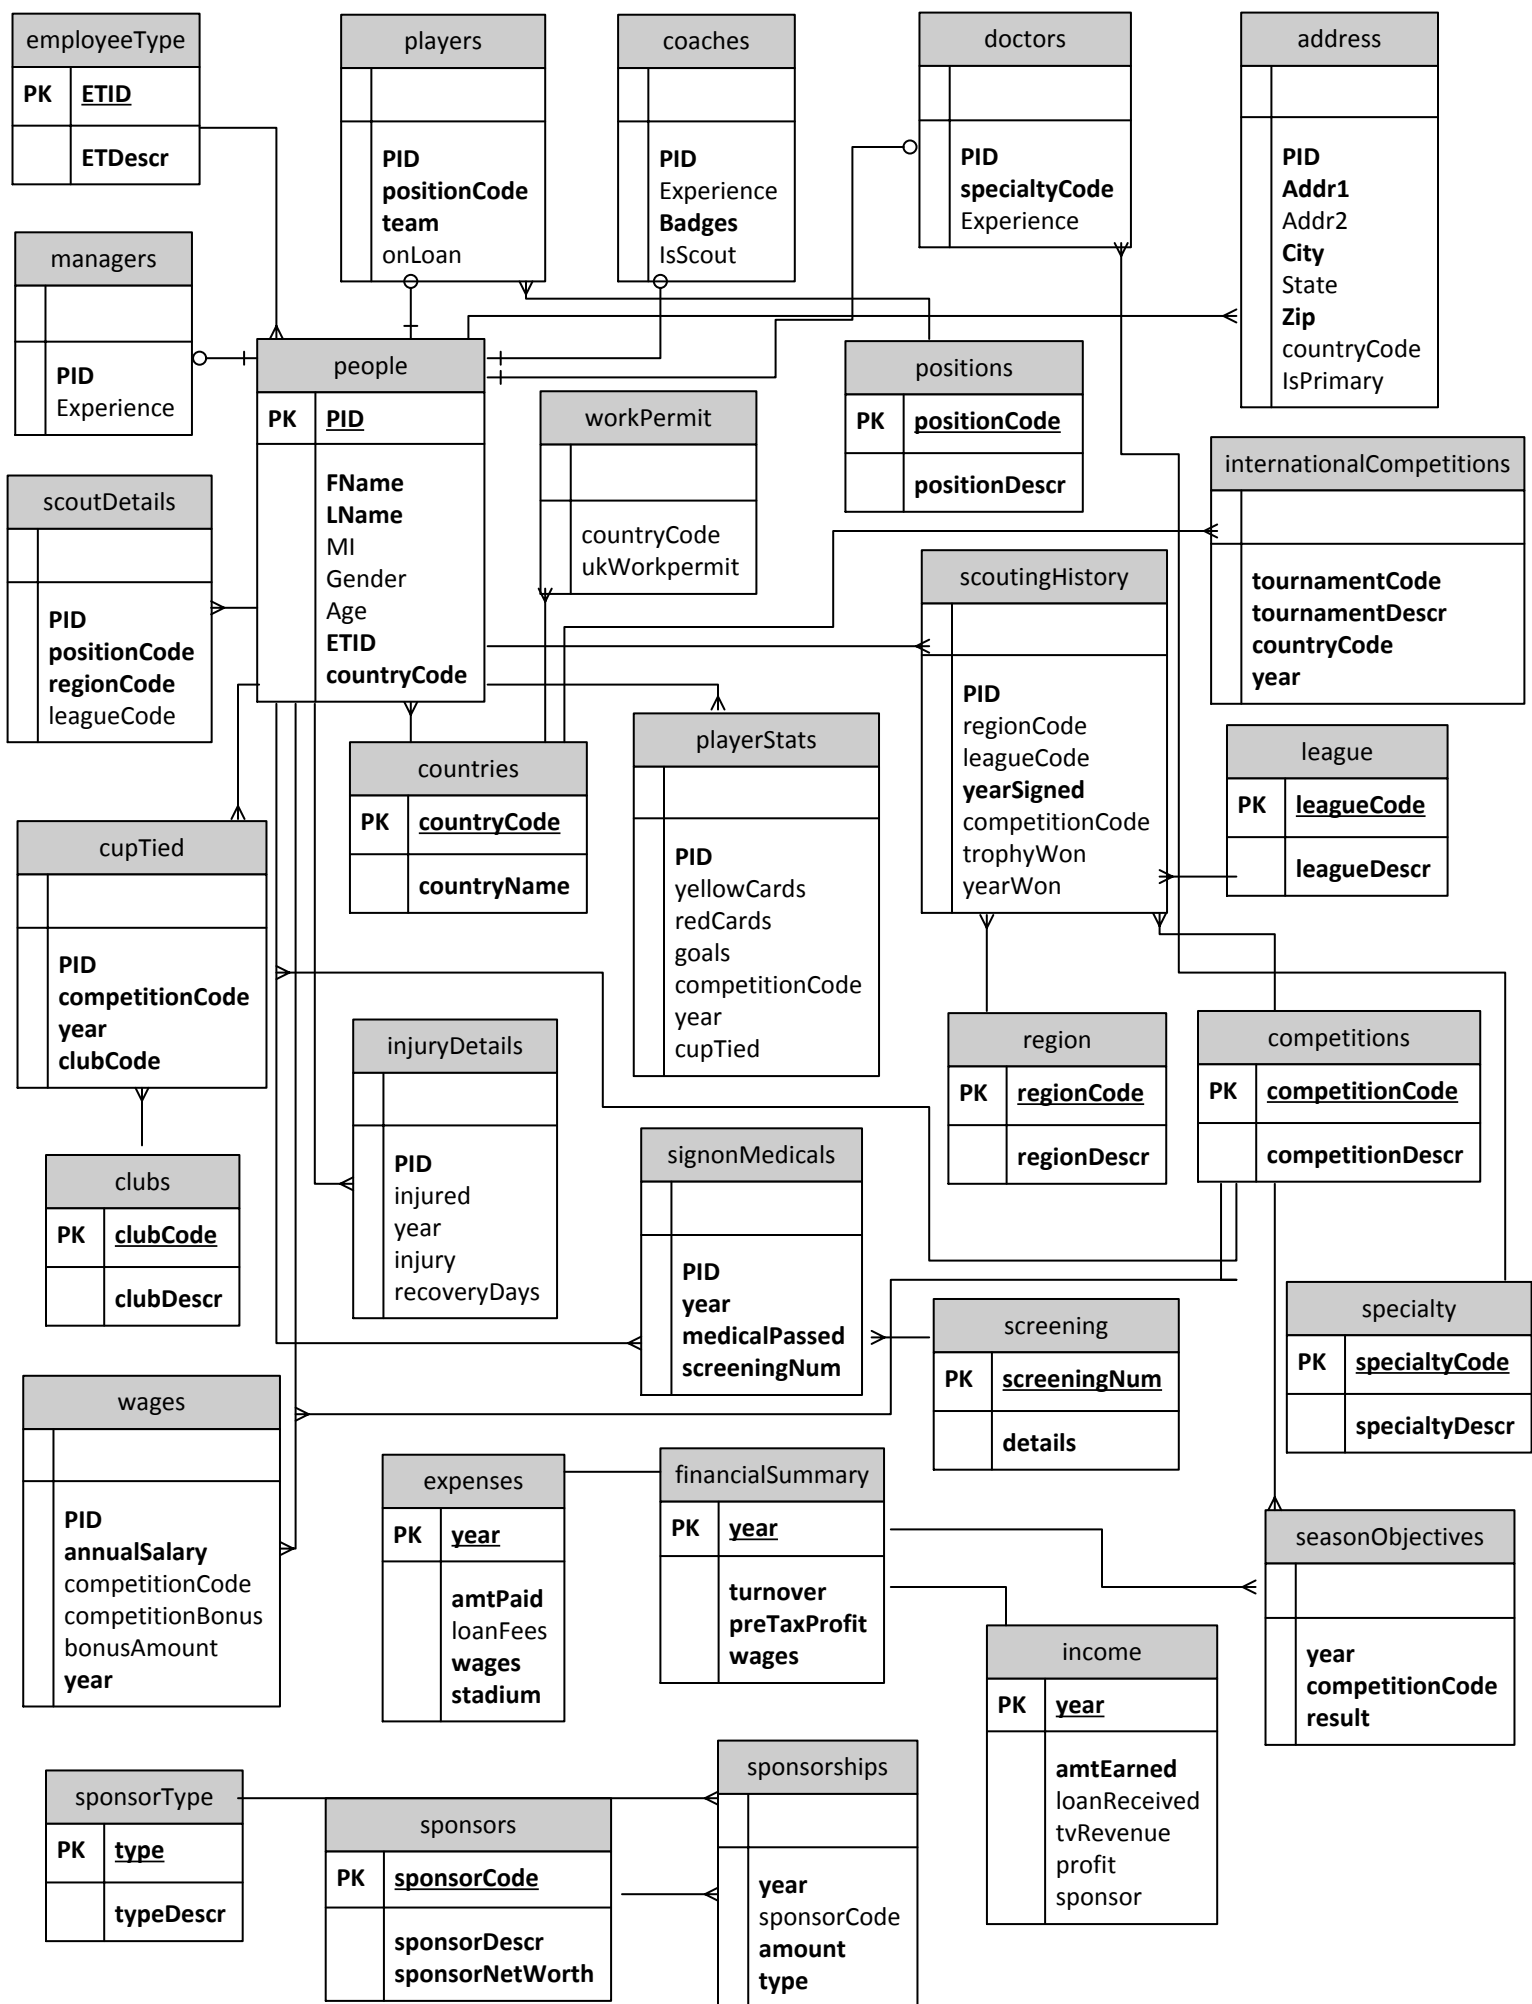 employeeType
PK ETID
ETDescr
players
PID
positionCode
team
onLoan
coaches
PID
Experience
Badges
IsScout
doctors
PID
specialtyCode
Experience
address
PID
Addr1
Addr2
City
State
Zip
countryCode
IsPrimary
managers
PID
Experience
people
PK PID
FName
LName
MI
Gender
Age
ETID
countryCode
workPermit
countryCode
ukWorkpermit
positions
PK positionCode
positionDescr
internationalCompetitions
tournamentCode
tournamentDescr
countryCode
year
scoutDetails
PID
positionCode
regionCode
leagueCode
scoutingHistory
PID
regionCode
leagueCode
yearSigned
competitionCode
trophyWon
yearWon
countries
PK countryCode
countryName
playerStats
PID
yellowCards
redCards
goals
competitionCode
year
cupTied
league
PK leagueCode
leagueDescr
cupTied
PID
competitionCode
year
clubCode
injuryDetails
PID
injured
year
injury
recoveryDays
region
PK regionCode
regionDescr
competitions
PK competitionCode
competitionDescr
clubs
PK clubCode
clubDescr
signonMedicals
PID
year
medicalPassed
screeningNum
screening
PK screeningNum
details
specialty
PK specialtyCode
specialtyDescr
wages
PID
annualSalary
competitionCode
competitionBonus
bonusAmount
year
expenses
PK year
amtPaid
loanFees
wages
stadium
financialSummary
PK year
turnover
preTaxProfit
wages
seasonObjectives
year
competitionCode
result
income
PK year
amtEarned
loanReceived
tvRevenue
profit
sponsor
sponsorType
PK type
typeDescr
sponsors
PK sponsorCode
sponsorDescr
sponsorNetWorth
sponsorships
year
sponsorCode
amount
type